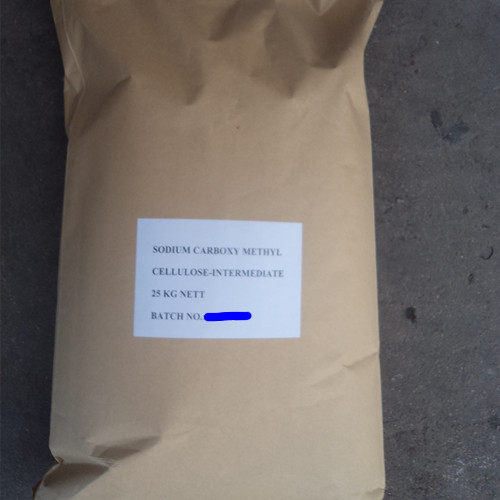 SODIUM CARBOXY METHYL
CELLULOSE-INTERMEDIATE
25 KG NETT
BATCH NO.